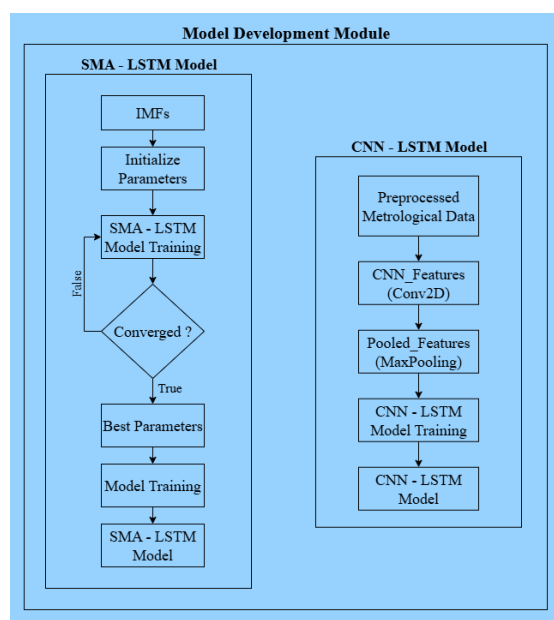 Model Development Module
SMA - LSTM Model
IMFs
Initialize
Parameters
SMA - LSTM
Model Training
False
Converged ?
True
Best Parameters
Model Training
SMA - LSTM
Model
CNN - LSTM Model
Preprocessed
Metrological Data
CNN_Features
(Conv2D)
Pooled_Features
(MaxPooling)
CNN - LSTM
Model Training
CNN - LSTM
Model